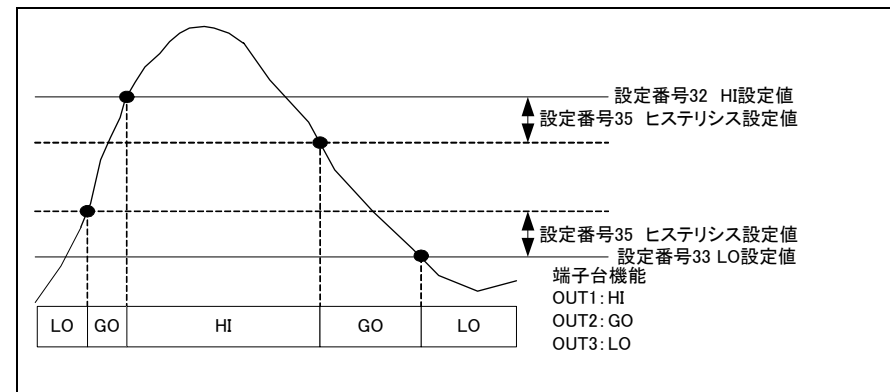 設定番号32 HI設定値
設定番号35 ヒステリシス設定値
設定番号35 ヒステリシス設定値
設定番号33 LO設定値
端子台機能
OUT1:HI
OUT2:GO
OUT3:LO
LO GO HI GO LO